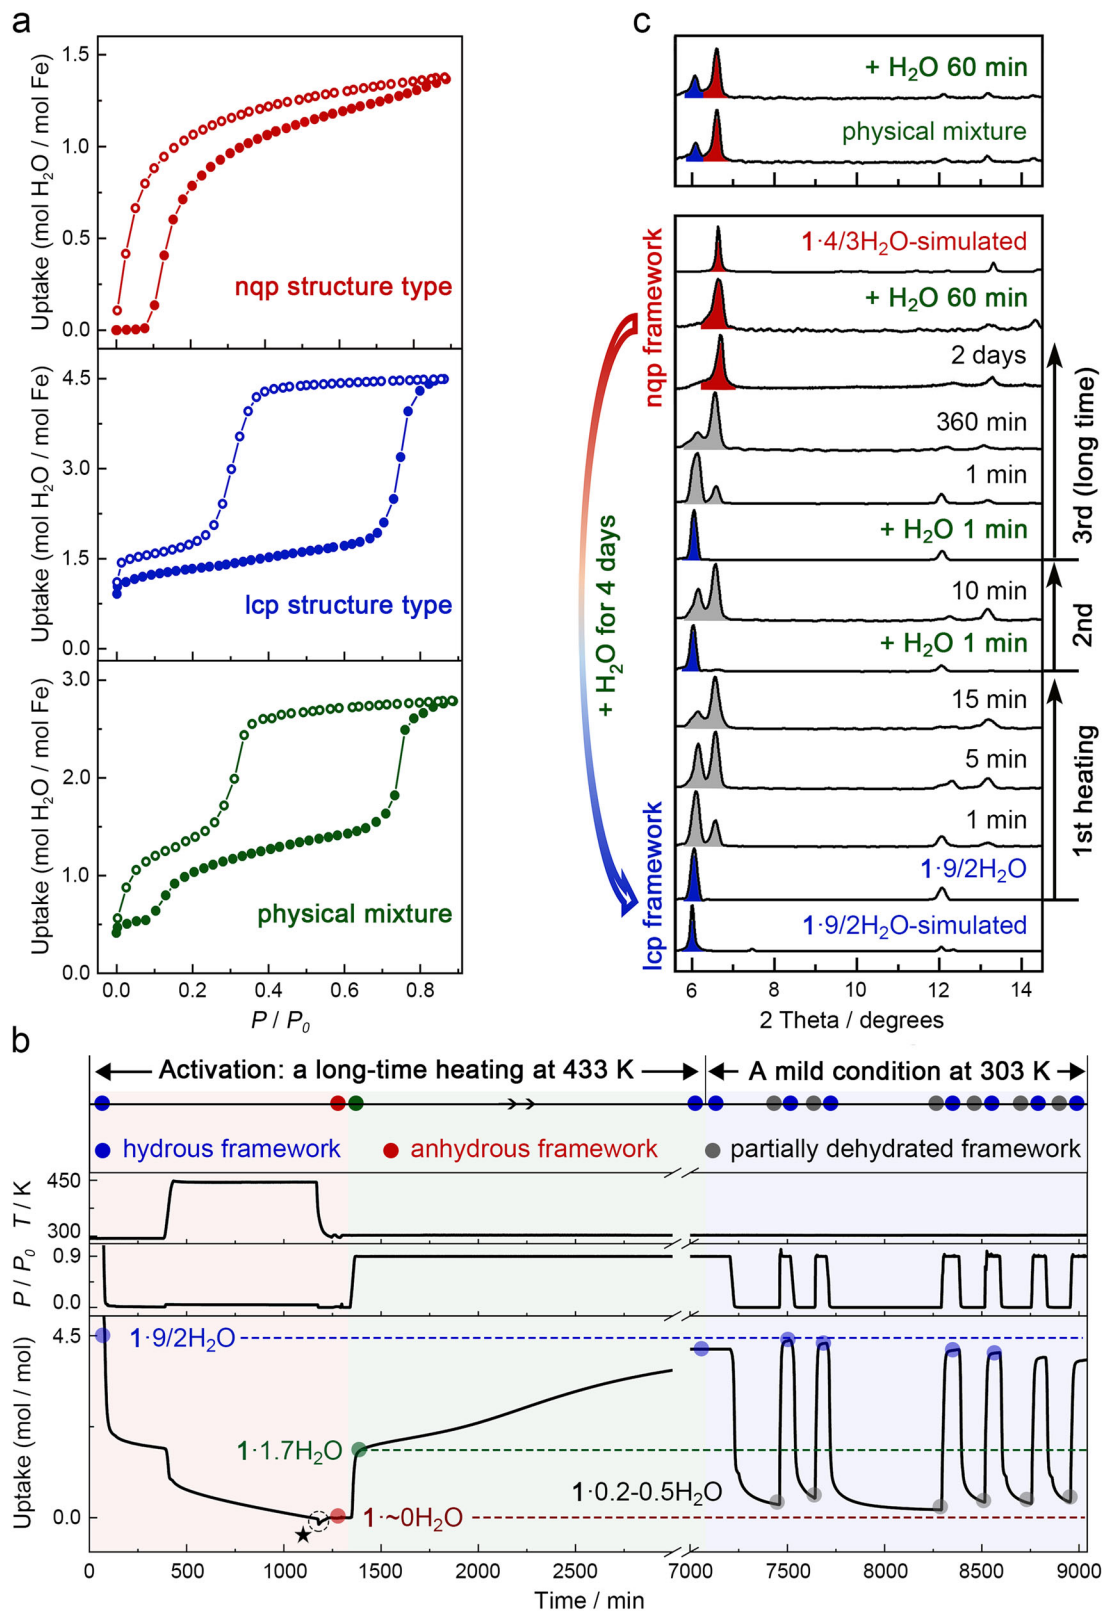 a
1.5
1.0
0.5
0.0
Uptake (mol H₂O / mol Fe)
nqp structure type
4.5
3.0
1.5
0.0
Uptake (mol H₂O / mol Fe)
lcp structure type
3.0
2.0
1.0
0.0
Uptake (mol H₂O / mol Fe)
physical mixture
0.0 0.2 0.4 0.6 0.8
P / P₀
c
+ H₂O 60 min
physical mixture
1·4/3H₂O-simulated
+ H₂O 60 min
2 days
360 min
1 min
+ H₂O 1 min
10 min
+ H₂O 1 min
15 min
5 min
1 min
1·9/2H₂O
1·9/2H₂O-simulated
nqp framework
+ H₂O for 4 days
lcp framework
3rd (long time)
2nd
1st heating
6 8 10 12 14
2 Theta / degrees
b
Activation: a long-time heating at 433 K
A mild condition at 303 K
hydrous framework
anhydrous framework
partially dehydrated framework
450
300
T / K
0.9
0.0
P / P₀
4.5
0.0
Uptake (mol / mol)
1·9/2H₂O
1·1.7H₂O
1·0.2-0.5H₂O
1·~0H₂O
0 500 1000 1500 2000 2500 7000 7500 8000 8500 9000
Time / min